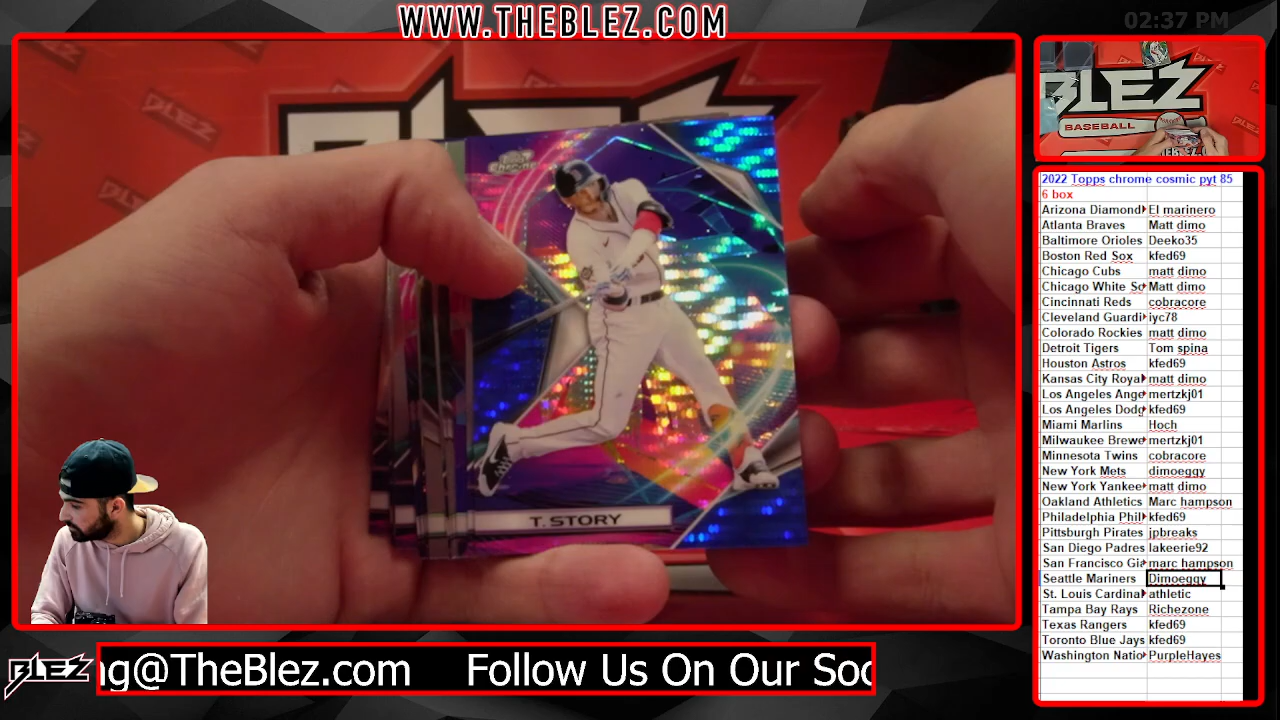 WWW.THEBLEZ.COM
02:37 PM
BLEZ
BASEBALL
Topps
T. STORY
2022 Topps chrome cosmic pyt 85
6 box
Arizona Diamond El marinero
Atlanta Braves Matt dimo
Baltimore Orioles Deeko35
Boston Red Sox kfed69
Chicago Cubs matt dimo
Chicago White So Matt dimo
Cincinnati Reds cobracore
Cleveland Guardi iyc78
Colorado Rockies matt dimo
Detroit Tigers Tom spina
Houston Astros kfed69
Kansas City Roya matt dimo
Los Angeles Ange mertzkj01
Los Angeles Dodg kfed69
Miami Marlins Hoch
Milwaukee Brewe mertzkj01
Minnesota Twins cobracore
New York Mets dimoeggy
New York Yankee matt dimo
Oakland Athletics Marc hampson
Philadelphia Phil kfed69
Pittsburgh Pirates jpbreaks
San Diego Padres lakeerie92
San Francisco Gia marc hampson
Seattle Mariners Dimoeggy
St. Louis Cardina athletic
Tampa Bay Rays Richezone
Texas Rangers kfed69
Toronto Blue Jays kfed69
Washington Natio PurpleHayes
BLEZ
ng@TheBlez.com Follow Us On Our Soc